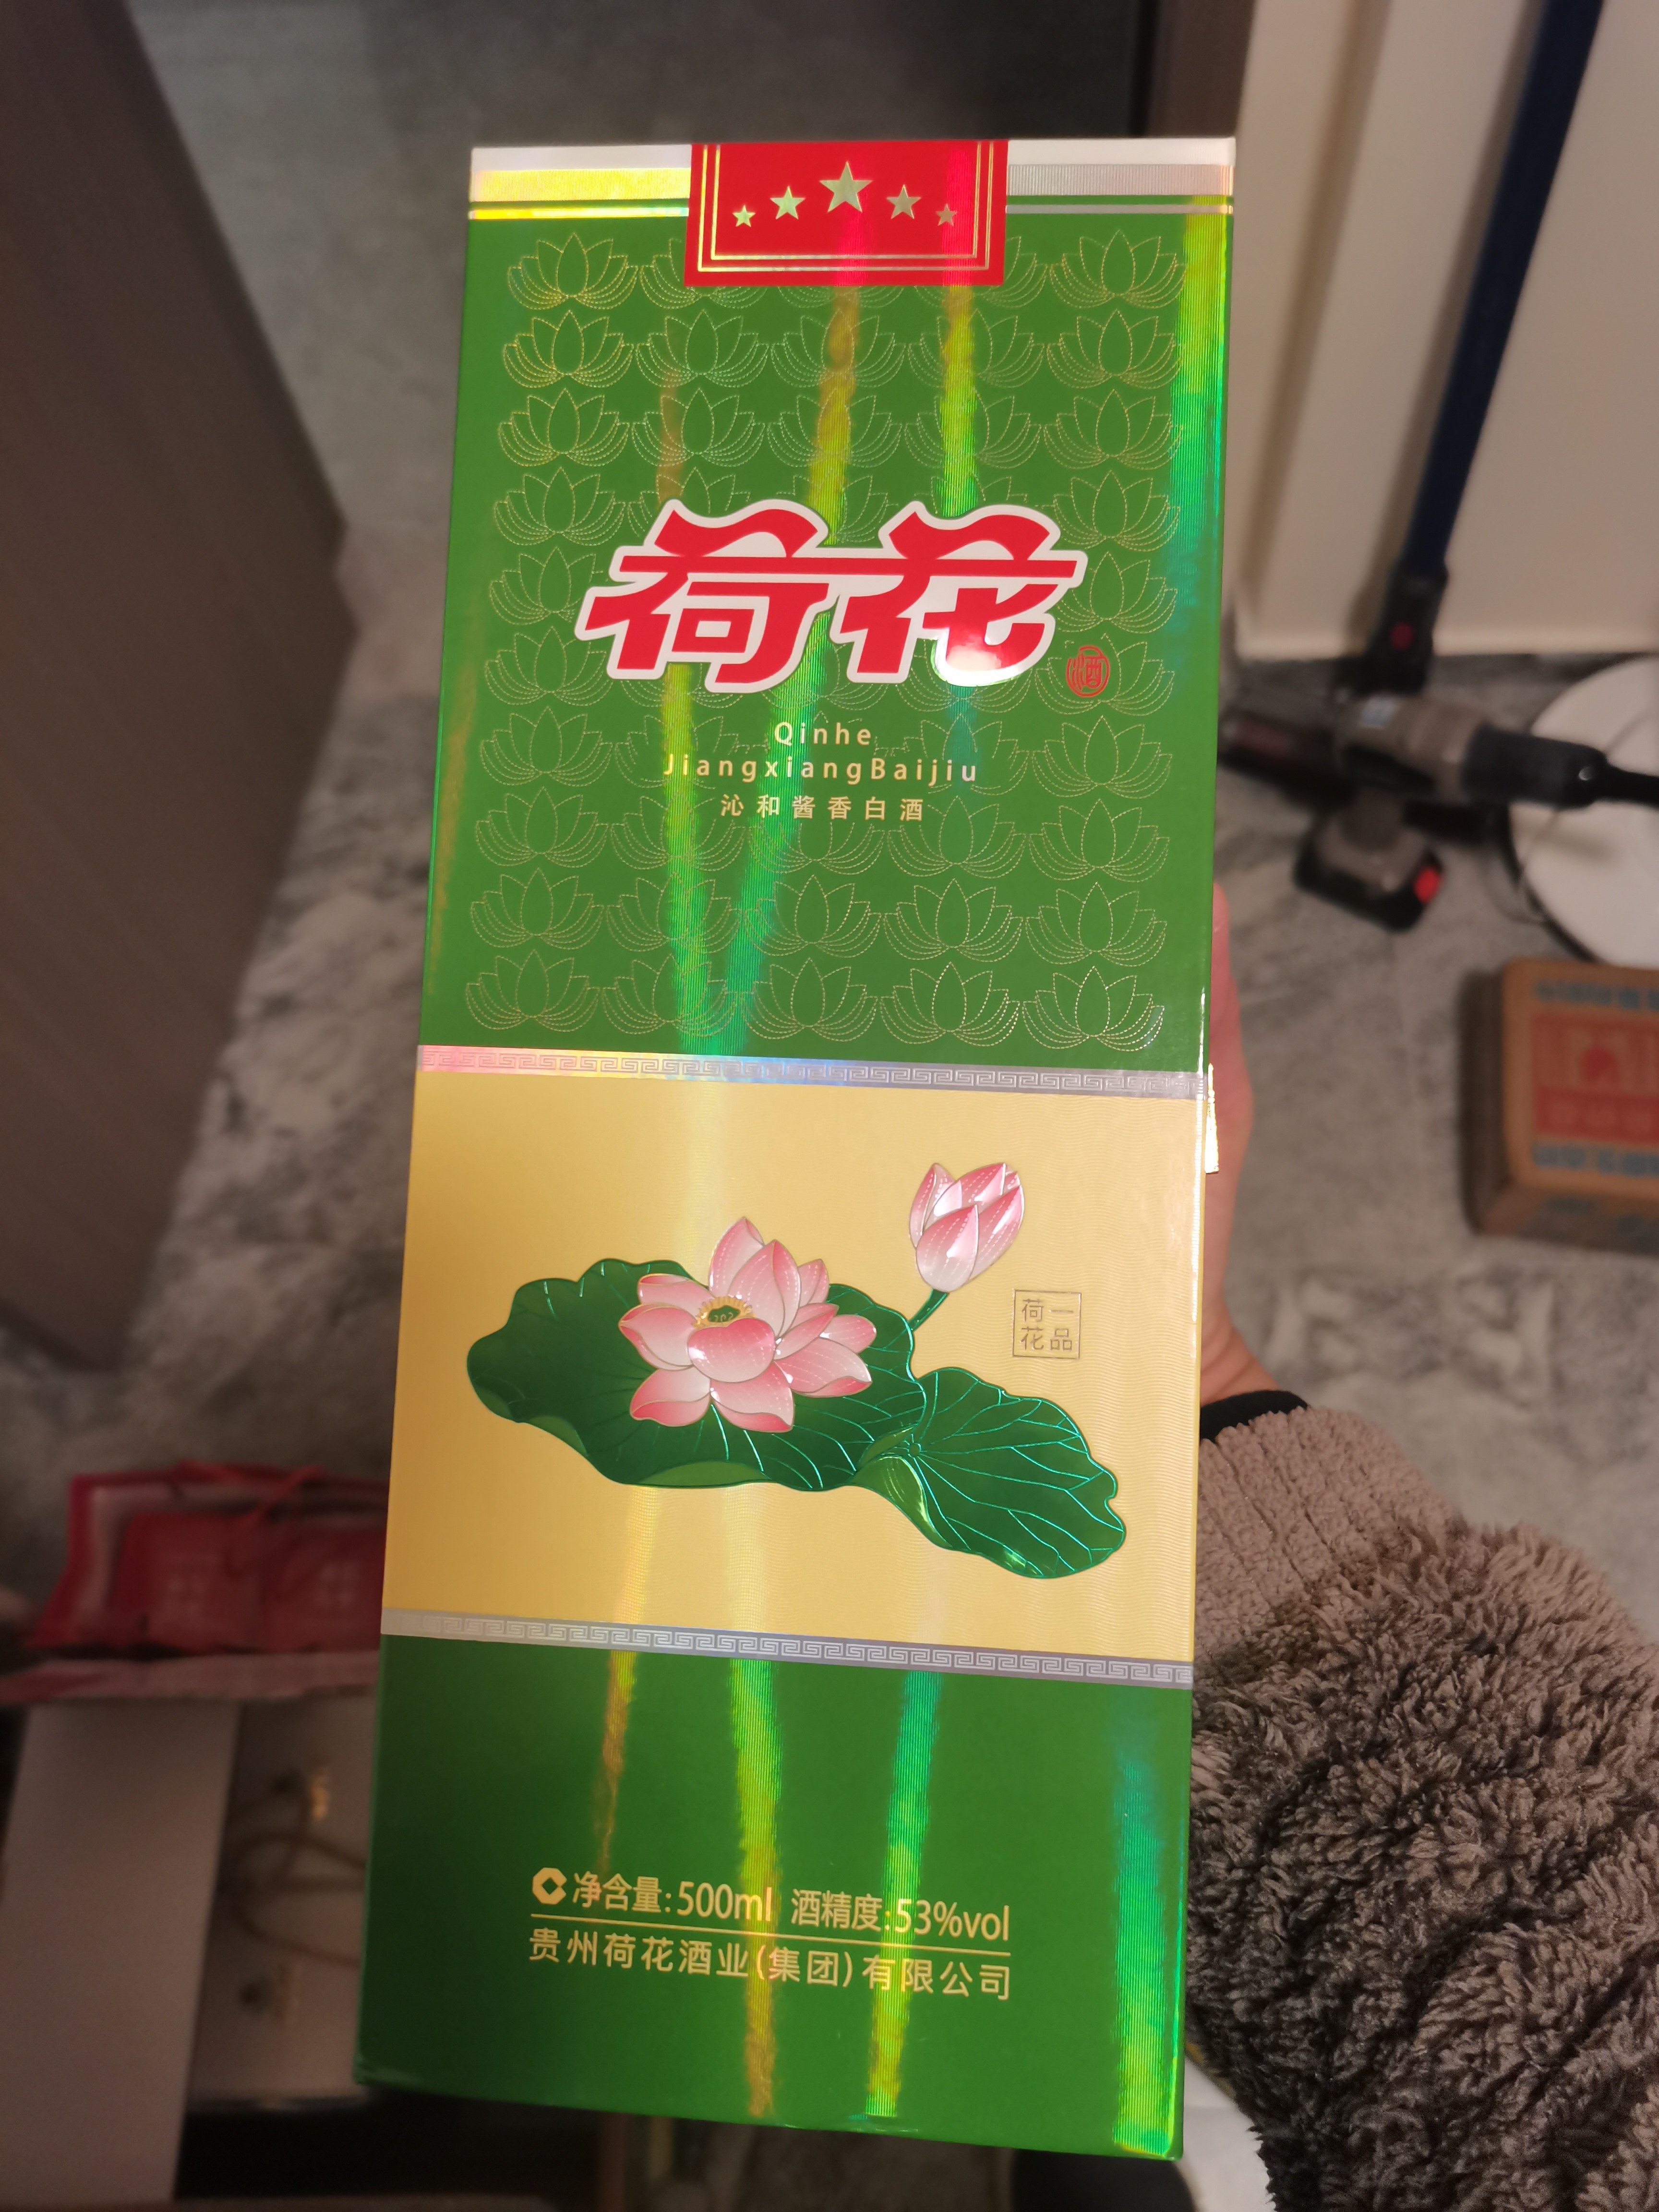 荷花
酒
Qinhe
JiangxiangBaijiu
沁和酱香白酒
一品
荷花
净含量:500ml 酒精度:53%vol
贵州荷花酒业(集团)有限公司